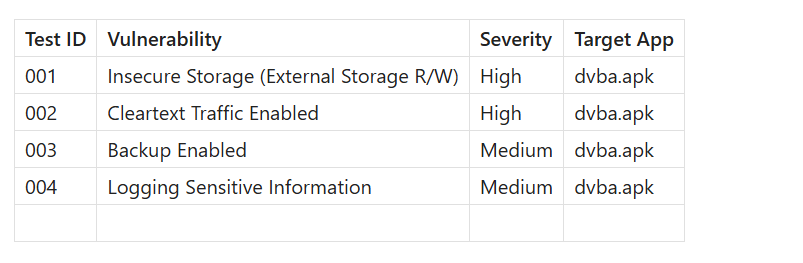 Test ID Vulnerability Severity Target App
001 Insecure Storage (External Storage R/W) High dvba.apk
002 Cleartext Traffic Enabled High dvba.apk
003 Backup Enabled Medium dvba.apk
004 Logging Sensitive Information Medium dvba.apk